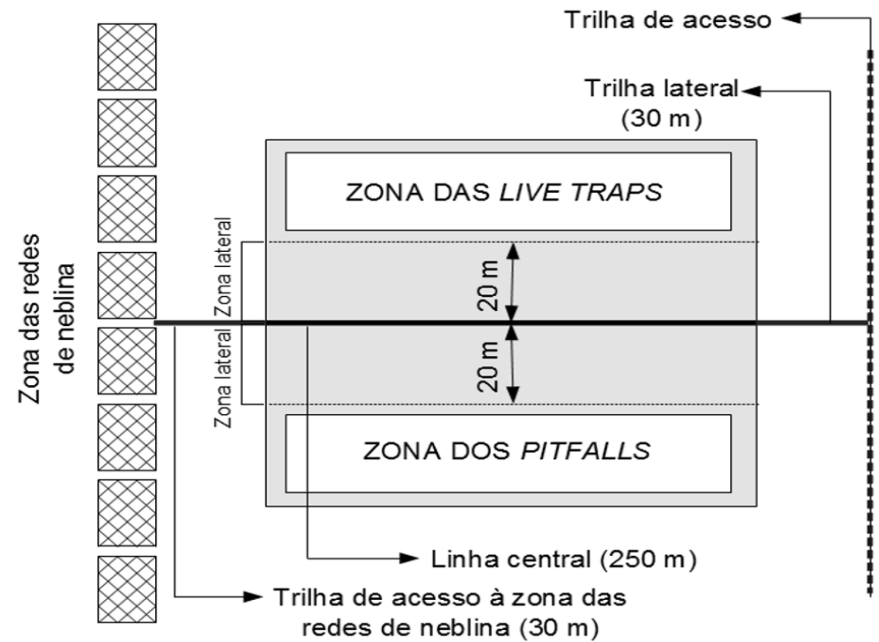 Trilha de acesso
Trilha lateral
(30 m)
ZONA DAS LIVE TRAPS
Zona lateral
20 m
Zona das redes
de neblina
Zona lateral
20 m
ZONA DOS PITFALLS
Linha central (250 m)
Trilha de acesso à zona das
redes de neblina (30 m)